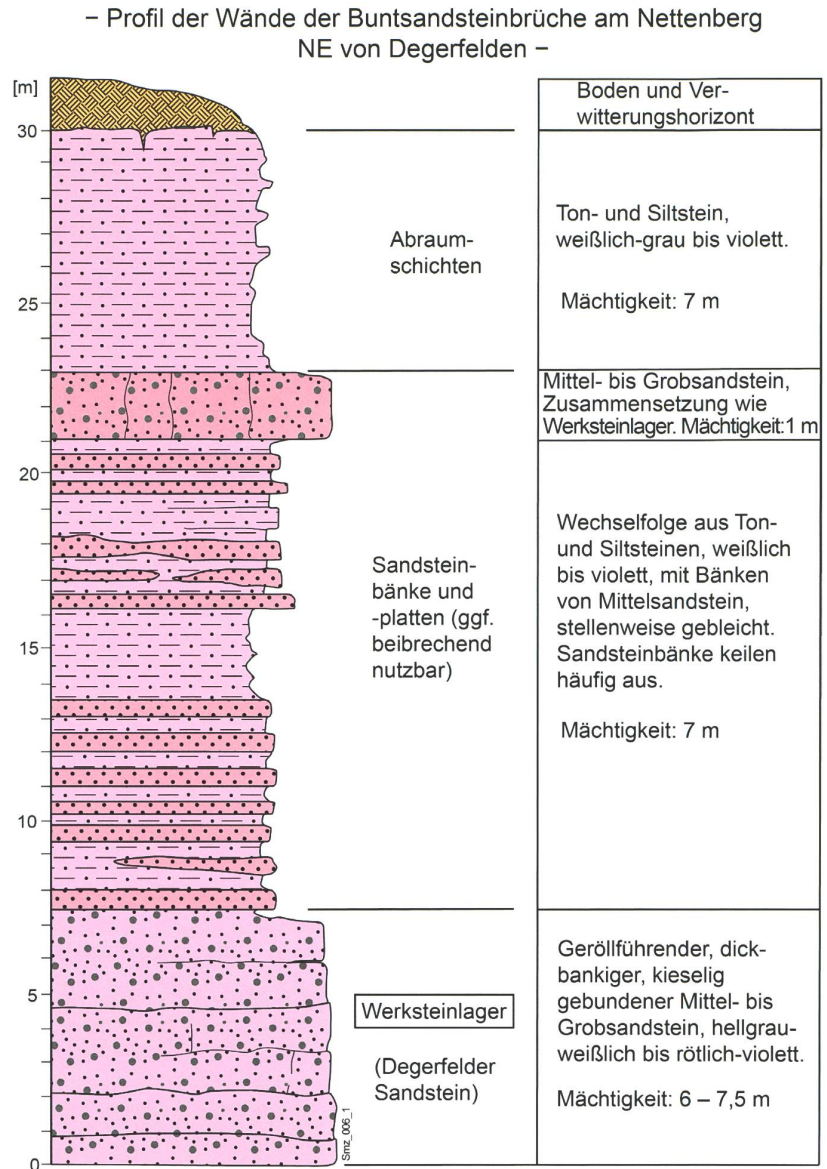 – Profil der Wände der Buntsandsteinbrüche am Nettenberg
NE von Degerfelden –
[m]
30
25
20
15
10
5
0
Abraum-
schichten
Sandstein-
bänke und
-platten (ggf.
beibrechend
nutzbar)
Werksteinlager
(Degerfelder
Sandstein)
Smz_006_1
Boden und Ver-
witterungshorizont
Ton- und Siltstein,
weißlich-grau bis violett.
Mächtigkeit: 7 m
Mittel- bis Grobsandstein,
Zusammensetzung wie
Werksteinlager. Mächtigkeit:1 m
Wechselfolge aus Ton-
und Siltsteinen, weißlich
bis violett, mit Bänken
von Mittelsandstein,
stellenweise gebleicht.
Sandsteinbänke keilen
häufig aus.
Mächtigkeit: 7 m
Geröllführender, dick-
bankiger, kieselig
gebundener Mittel- bis
Grobsandstein, hellgrau-
weißlich bis rötlich-violett.
Mächtigkeit: 6 – 7,5 m